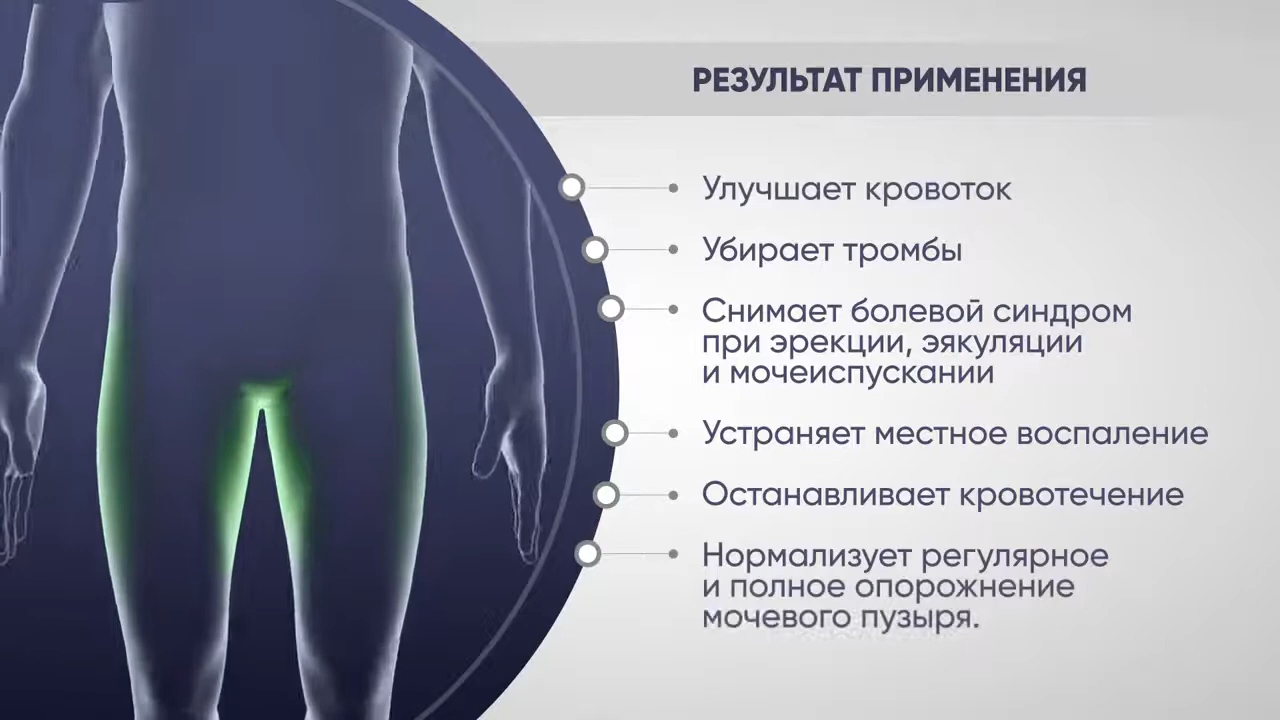 РЕЗУЛЬТАТ ПРИМЕНЕНИЯ
Улучшает кровоток
Убирает тромбы
Снимает болевой синдром
при эрекции, эякуляции
и мочеиспускании
Устраняет местное воспаление
Останавливает кровотечение
Нормализует регулярное
и полное опорожнение
мочевого пузыря.